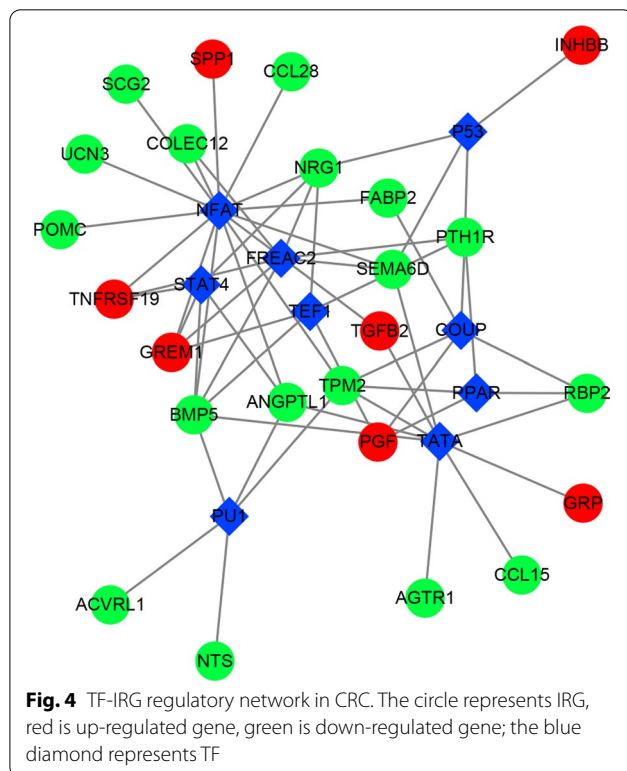 INHBB
SPP1
CCL28
SCG2
P53
COLEC12
UCN3
NRG1
FABP2
NFAT
POMC
PTH1R
FREAC2
SEMA6D
STAT4
TNFRSF19
TEF1
TGFB2
COUP
GREM1
TPM2
PPAR
RBP2
ANGPTL1
BMP5
PGF
TATA
GRP
PU1
CCL15
AGTR1
ACVRL1
NTS
Fig. 4 TF-IRG regulatory network in CRC. The circle represents IRG,
red is up-regulated gene, green is down-regulated gene; the blue
diamond represents TF